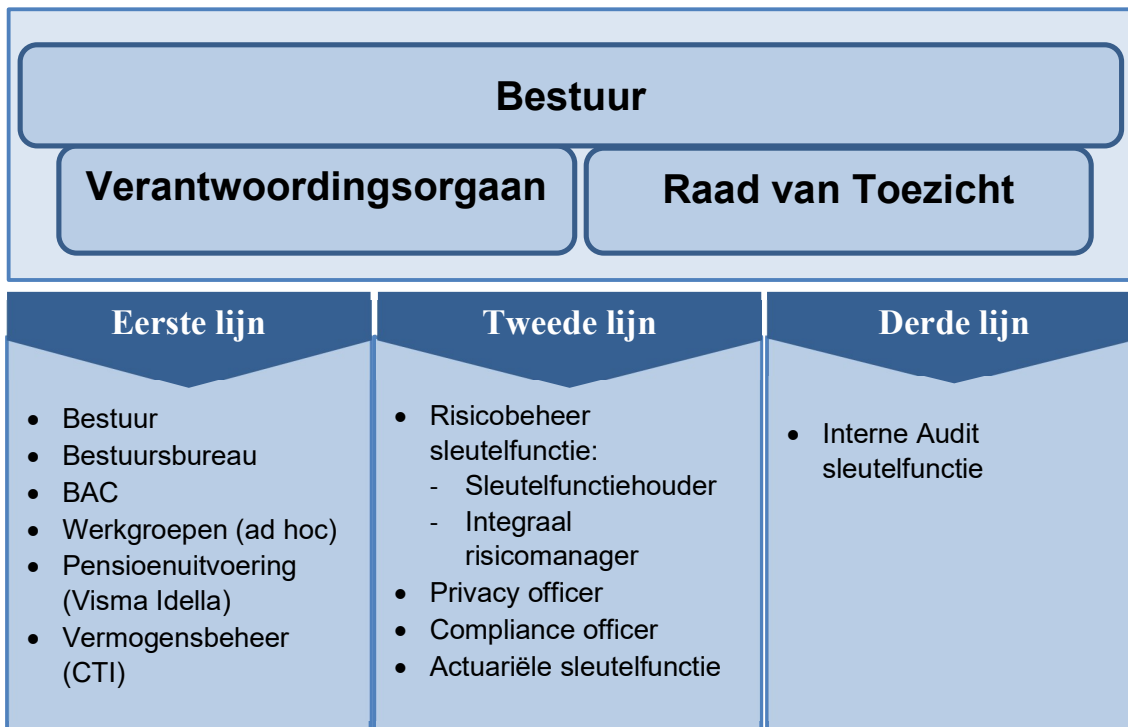 Bestuur
Verantwoordingsorgaan
Raad van Toezicht
Eerste lijn
• Bestuur
• Bestuursbureau
• BAC
• Werkgroepen (ad hoc)
• Pensioenuitvoering
(Visma Idella)
• Vermogensbeheer
(CTI)
Tweede lijn
• Risicobeheer
sleutelfunctie:
- Sleutelfunctiehouder
- Integraal
risicomanager
• Privacy officer
• Compliance officer
• Actuariële sleutelfunctie
Derde lijn
• Interne Audit
sleutelfunctie